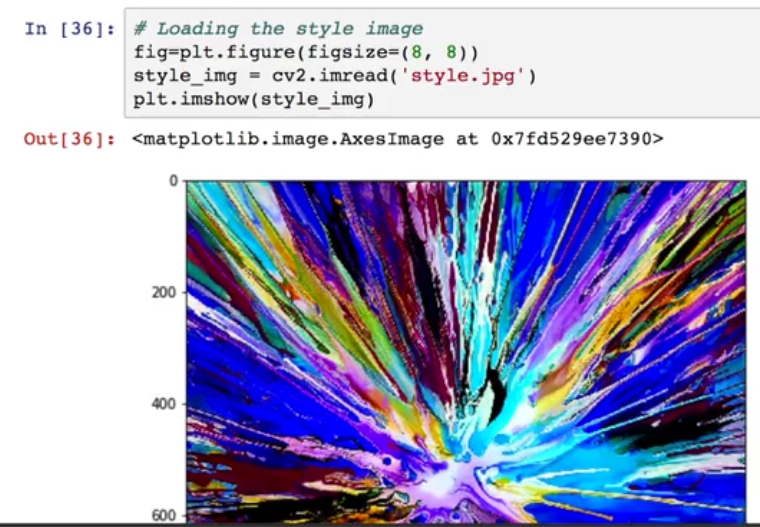 In [36]: # Loading the style image
fig=plt.figure(figsize=(8, 8))
style_img = cv2.imread('style.jpg')
plt.imshow(style_img)
Out[36]: <matplotlib.image.AxesImage at 0x7fd529ee7390>
0
200
400
600